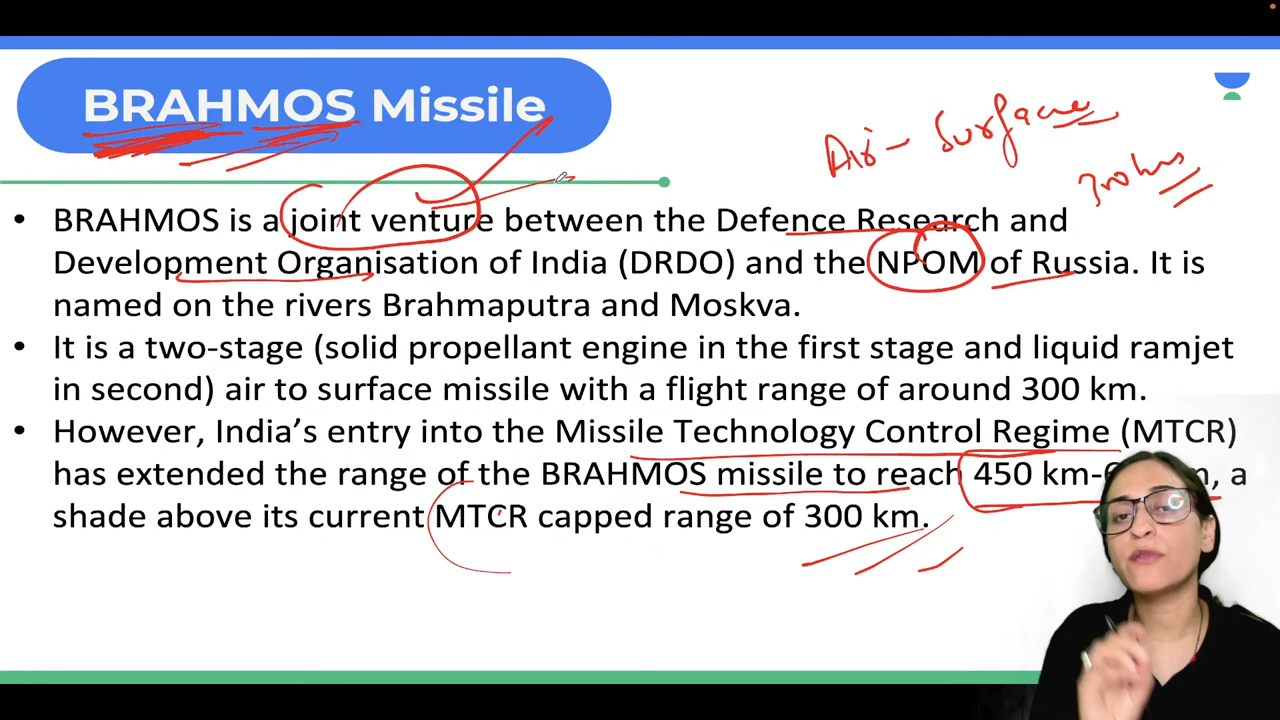 BRAHMOS Missile
Air - Surface
300 kms
• BRAHMOS is a joint venture between the Defence Research and
Development Organisation of India (DRDO) and the NPOM of Russia. It is
named on the rivers Brahmaputra and Moskva.
• It is a two-stage (solid propellant engine in the first stage and liquid ramjet
in second) air to surface missile with a flight range of around 300 km.
• However, India’s entry into the Missile Technology Control Regime (MTCR)
has extended the range of the BRAHMOS missile to reach 450 km- a
shade above its current MTCR capped range of 300 km.